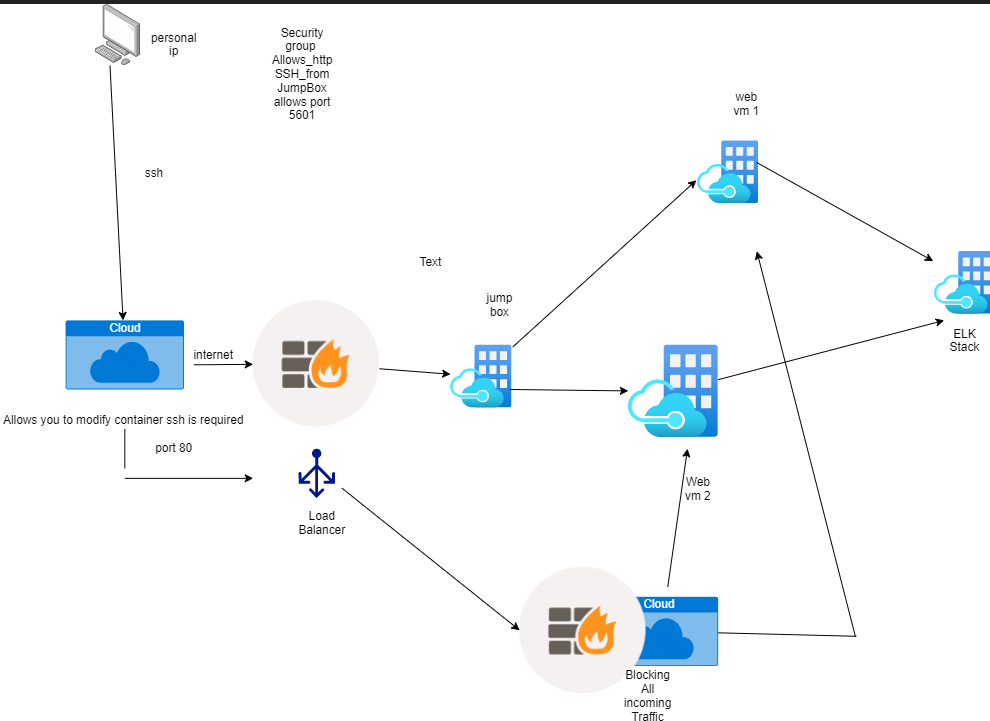 personal
ip
Security
group
Allows_http
SSH_from
JumpBox
allows port
5601
web
vm 1
ssh
Text
jump
box
Cloud
internet
ELK
Stack
Allows you to modify container ssh is required
port 80
Web
vm 2
Load
Balancer
Cloud
Blocking
All
incoming
Traffic